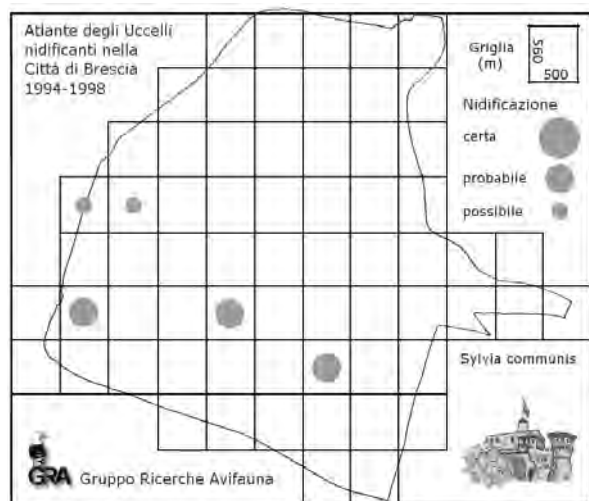 Atlante degli Uccelli
nidificanti nella
Città di Brescia
1994-1998
Griglia
(m)
560
500
Nidificazione
certa
probabile
possibile
Sylvia communis
GRA Gruppo Ricerche Avifauna